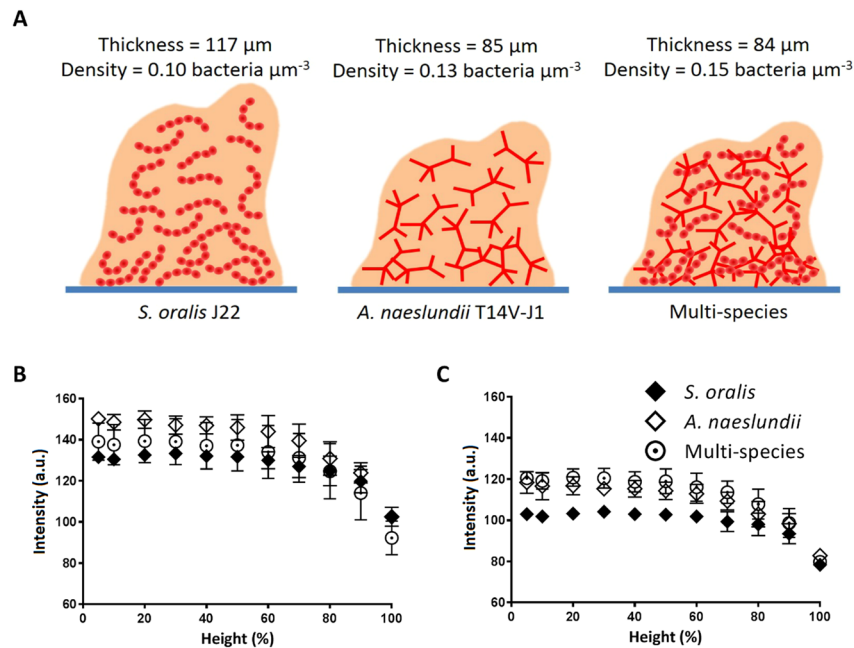 A
Thickness = 117 μm
Density = 0.10 bacteria μm-3
Thickness = 85 μm
Density = 0.13 bacteria μm-3
Thickness = 84 μm
Density = 0.15 bacteria μm-3
S. oralis J22
A. naeslundii T14V-J1
Multi-species
B
160
140
120
100
80
60
Intensity (a.u.)
0
20
40
60
80
100
Height (%)
C
160
140
120
100
80
60
Intensity (a.u.)
0
20
40
60
80
100
Height (%)
S. oralis
A. naeslundii
Multi-species